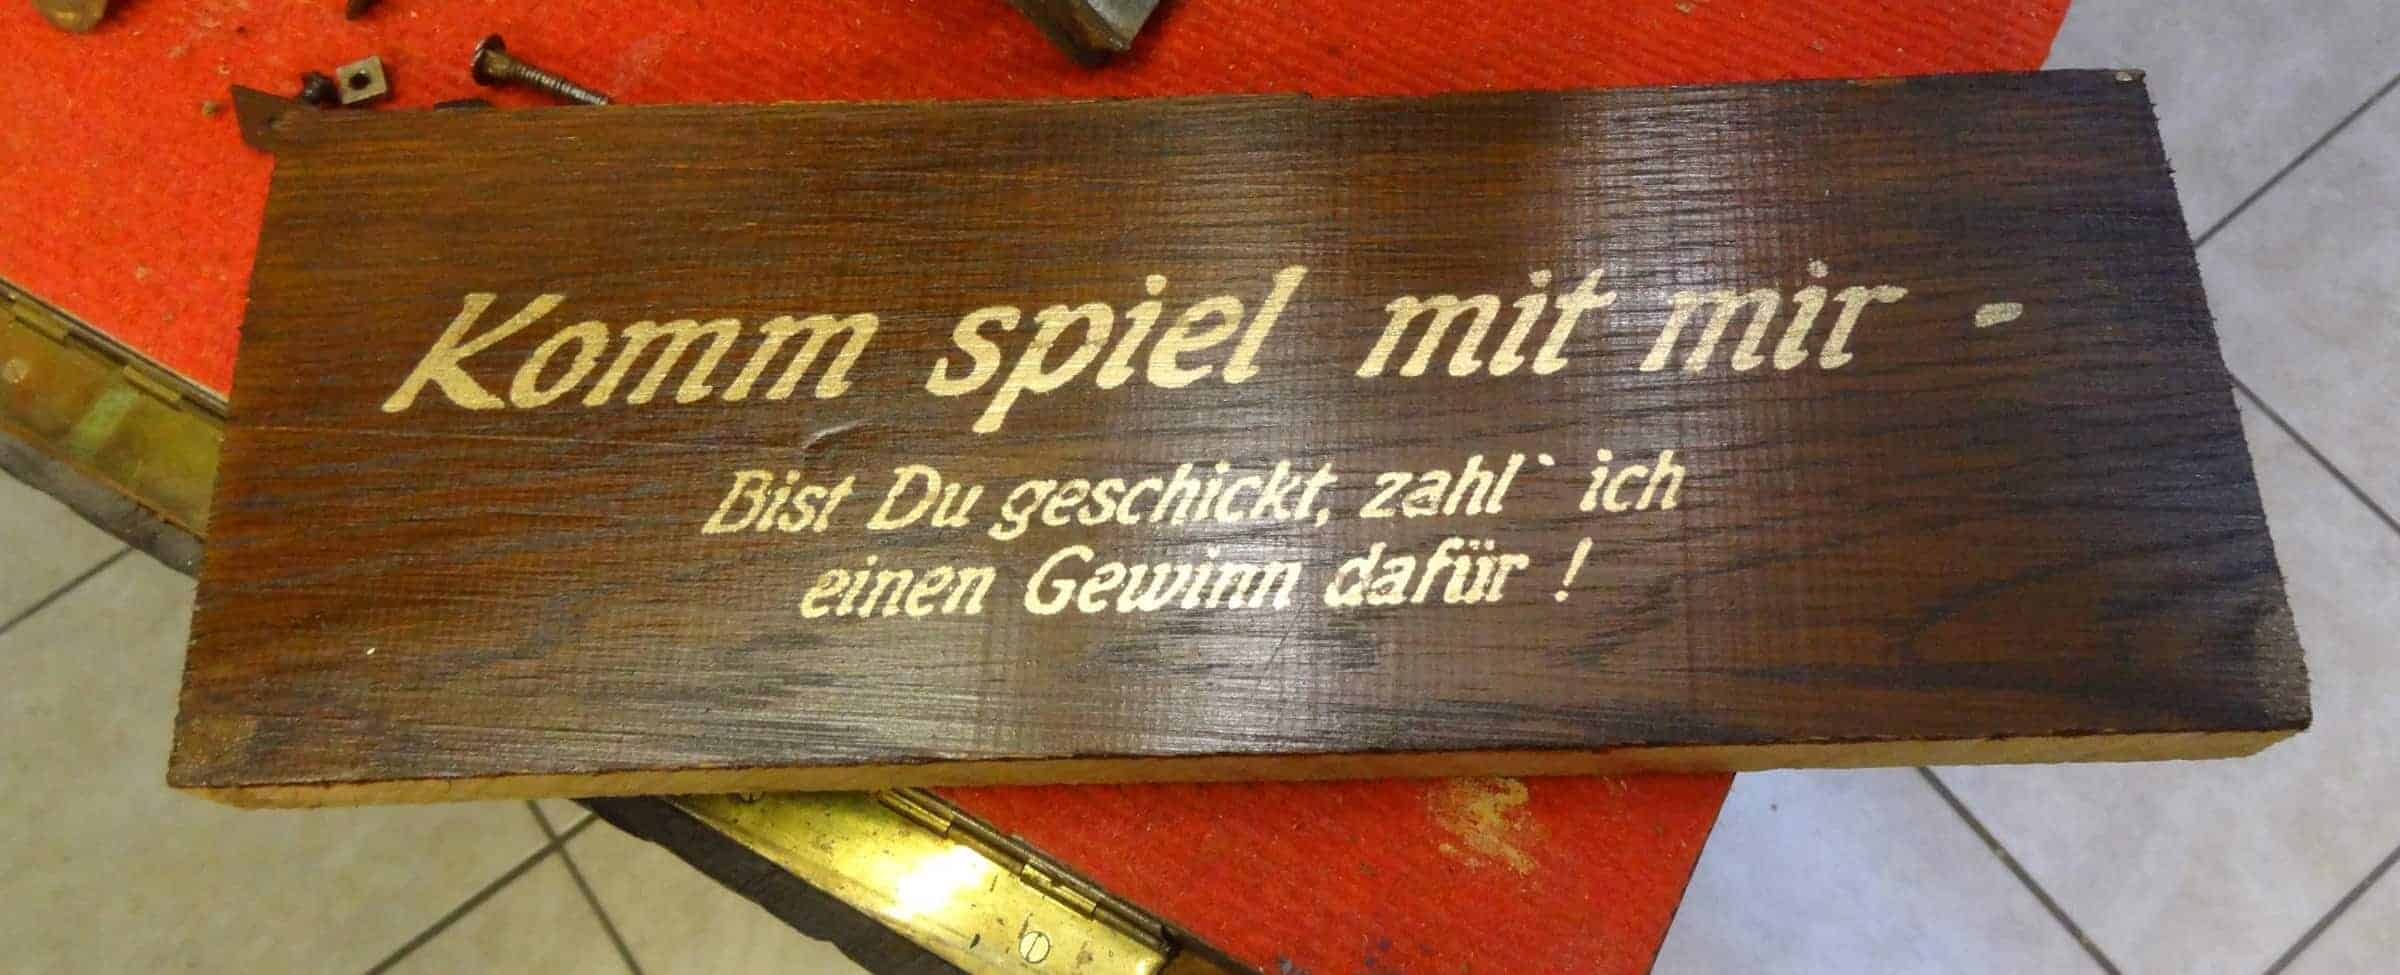 Komm spiel mit mir -
Bist Du geschickt, zahl` ich
einen Gewinn dafür !